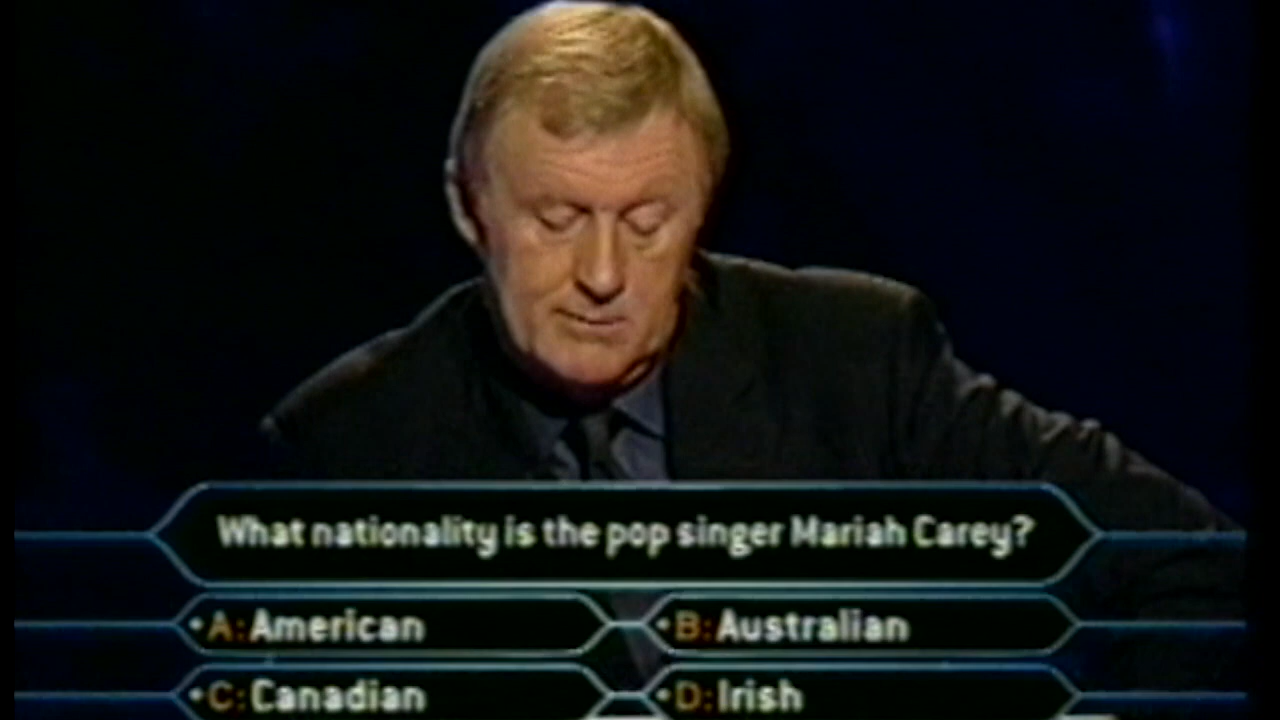 What nationality is the pop singer Mariah Carey?
A: American
B: Australian
C: Canadian
D: Irish